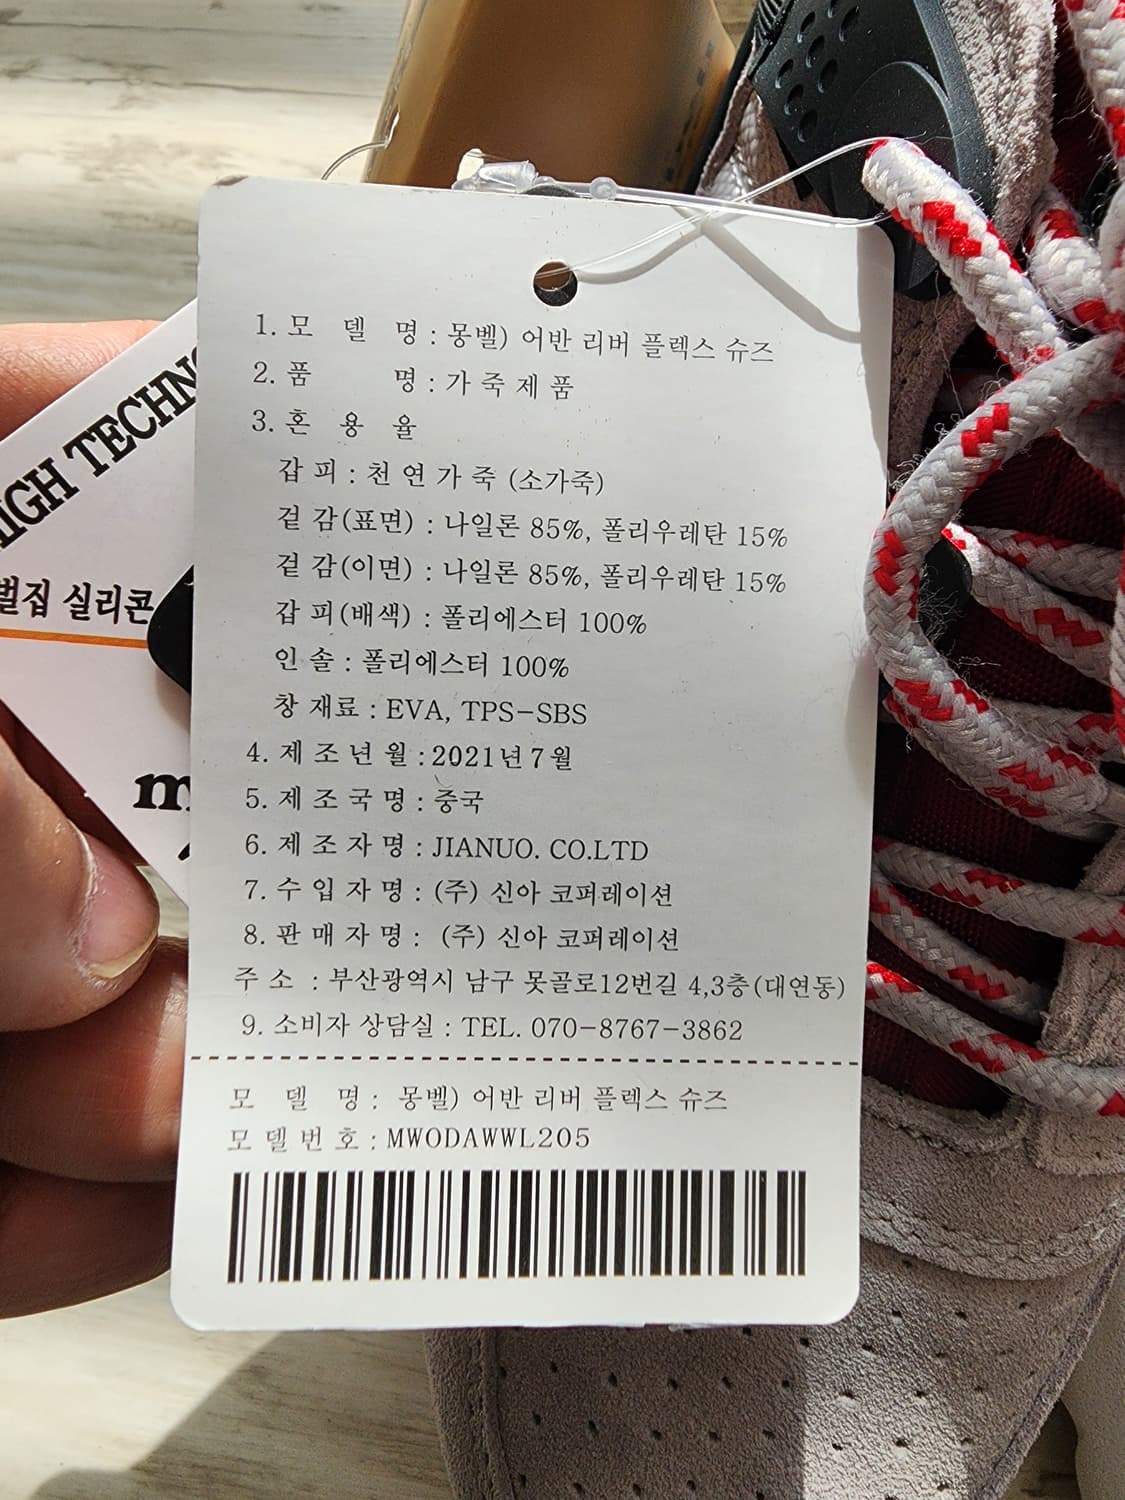 HIGH TECHNO
벌집 실리콘
m
1. 모 델 명 : 몽벨) 어반 리버 플렉스 슈즈
2. 품 명 : 가 죽 제 품
3. 혼 용 율
갑 피 : 천 연 가 죽 (소가죽)
겉 감(표면) : 나일론 85%, 폴리우레탄 15%
겉 감(이면) : 나일론 85%, 폴리우레탄 15%
갑 피(배색) : 폴리에스터 100%
인 솔 : 폴리에스터 100%
창 재료 : EVA, TPS-SBS
4. 제 조 년 월 : 2021년 7월
5. 제 조 국 명 : 중국
6. 제 조 자 명 : JIANUO. CO.LTD
7. 수 입 자 명 : (주) 신아 코퍼레이션
8. 판 매 자 명 : (주) 신아 코퍼레이션
주 소 : 부산광역시 남구 못골로12번길 4,3층(대연동)
9. 소비자 상담실 : TEL. 070-8767-3862
모 델 명 : 몽벨) 어반 리버 플렉스 슈즈
모 델 번 호 : MWODAWWL205